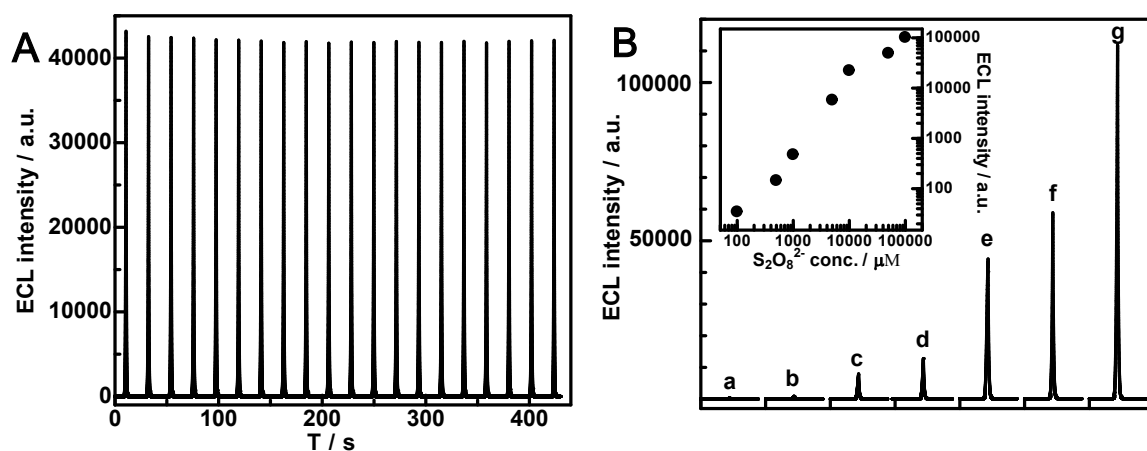 A
ECL intensity / a.u.
40000
30000
20000
10000
0
0 100 200 300 400
T / s
B
ECL intensity / a.u.
100000
50000
a b c d e f g
100000
10000
1000
100
ECL intensity / a.u.
100 1000 10000 100000
S₂O₈²⁻ conc. / μM